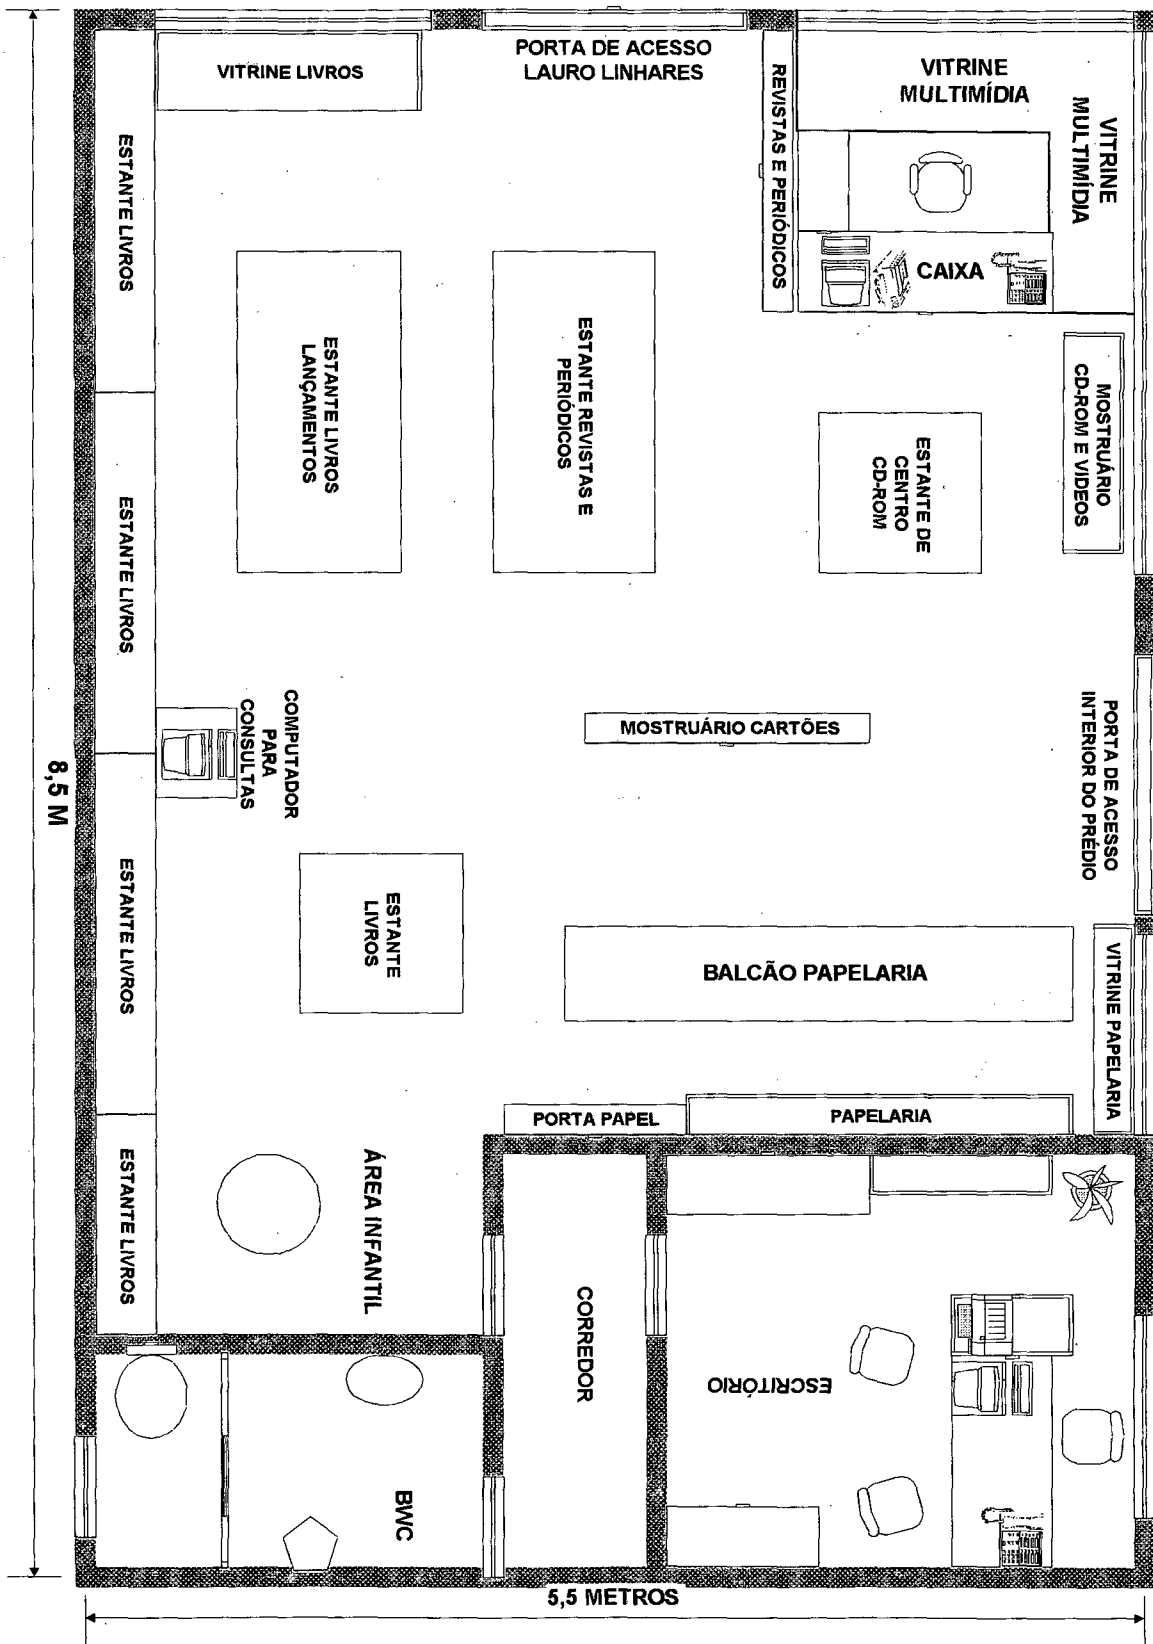 VITRINE LIVROS
PORTA DE ACESSO
LAURO LINHARES
REVISTAS E PERIÓDICOS
VITRINE
MULTIMÍDIA
VITRINE
MULTIMÍDIA
CAIXA
ESTANTE LIVROS
ESTANTE LIVROS
LANÇAMENTOS
ESTANTE REVISTAS E
PERIÓDICOS
ESTANTE DE
CENTRO
CD-ROM
MOSTRUÁRIO
CD-ROM E VIDEOS
ESTANTE LIVROS
COMPUTADOR
PARA
CONSULTAS
MOSTRUÁRIO CARTÕES
PORTA DE ACESSO
INTERIOR DO PRÉDIO
8,5 M
ESTANTE LIVROS
ESTANTE
LIVROS
BALCÃO PAPELARIA
VITRINE PAPELARIA
PORTA PAPEL
PAPELARIA
ESTANTE LIVROS
ÁREA INFANTIL
CORREDOR
ESCRITÓRIO
BWC
5,5 METROS